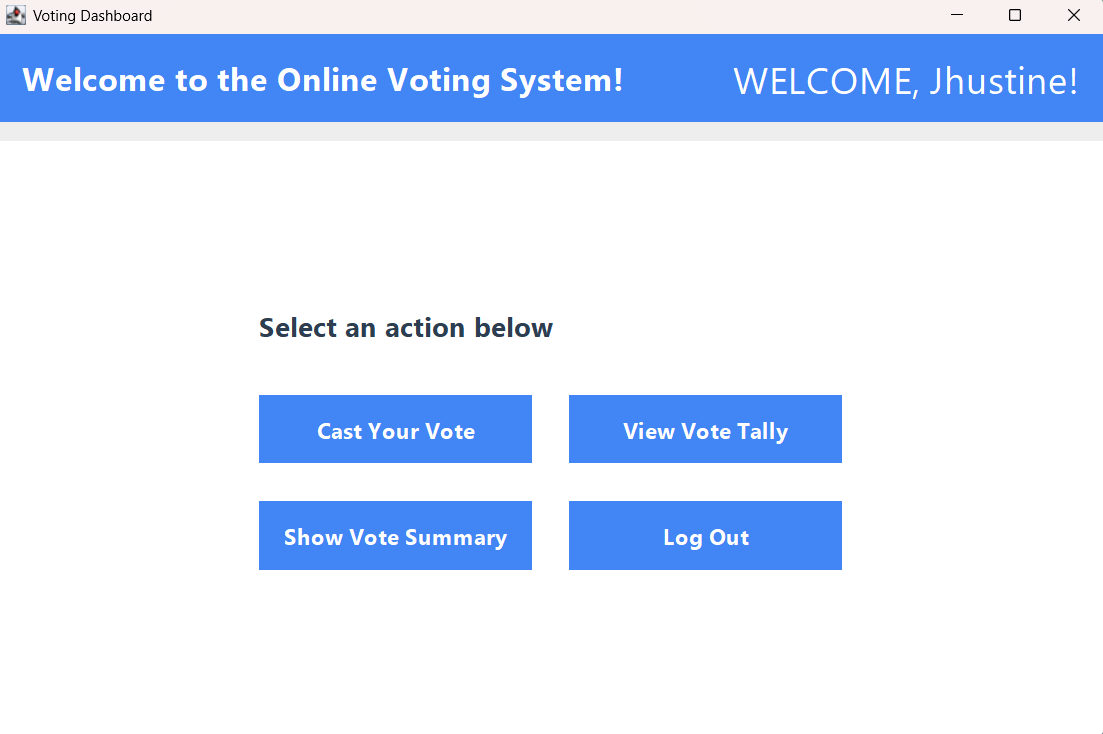 Voting Dashboard
Welcome to the Online Voting System!
WELCOME, Jhustine!
Select an action below
Cast Your Vote
View Vote Tally
Show Vote Summary
Log Out